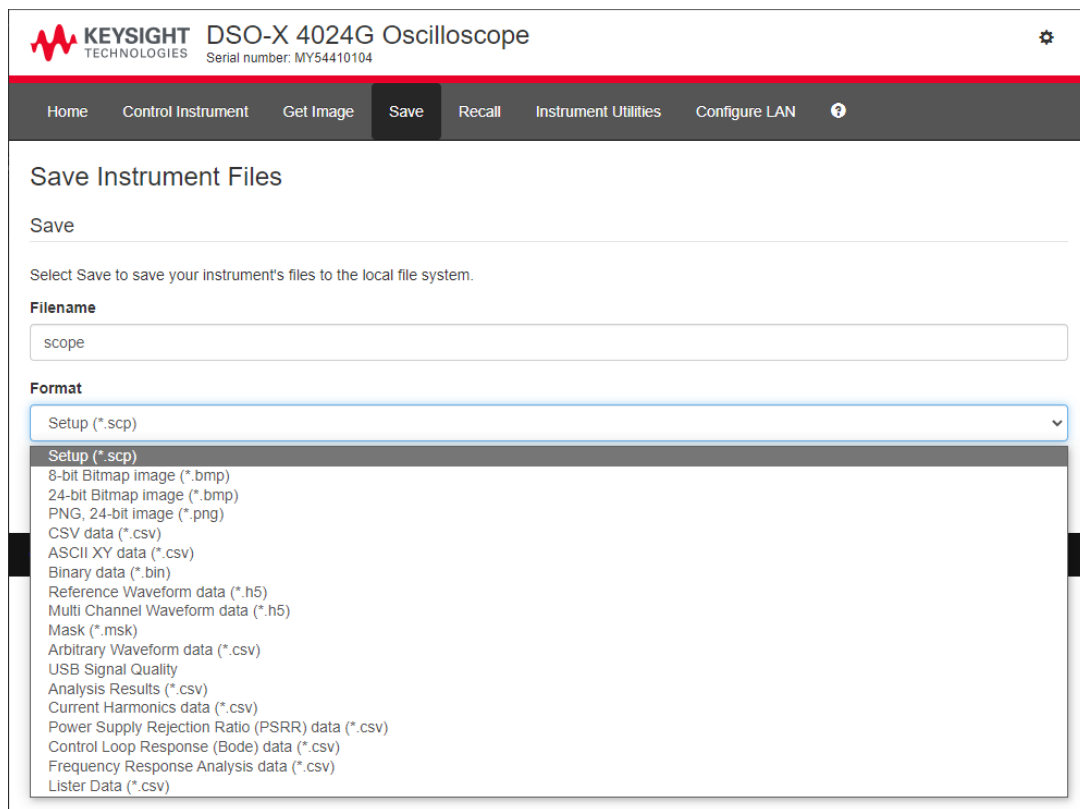 KEYSIGHT
TECHNOLOGIES
DSO-X 4024G Oscilloscope
Serial number: MY54410104
Home Control Instrument Get Image Save Recall Instrument Utilities Configure LAN ?
Save Instrument Files
Save
Select Save to save your instrument's files to the local file system.
Filename
scope
Format
Setup (*.scp)
Setup (*.scp)
8-bit Bitmap image (*.bmp)
24-bit Bitmap image (*.bmp)
PNG, 24-bit image (*.png)
CSV data (*.csv)
ASCII XY data (*.csv)
Binary data (*.bin)
Reference Waveform data (*.h5)
Multi Channel Waveform data (*.h5)
Mask (*.msk)
Arbitrary Waveform data (*.csv)
USB Signal Quality
Analysis Results (*.csv)
Current Harmonics data (*.csv)
Power Supply Rejection Ratio (PSRR) data (*.csv)
Control Loop Response (Bode) data (*.csv)
Frequency Response Analysis data (*.csv)
Lister Data (*.csv)